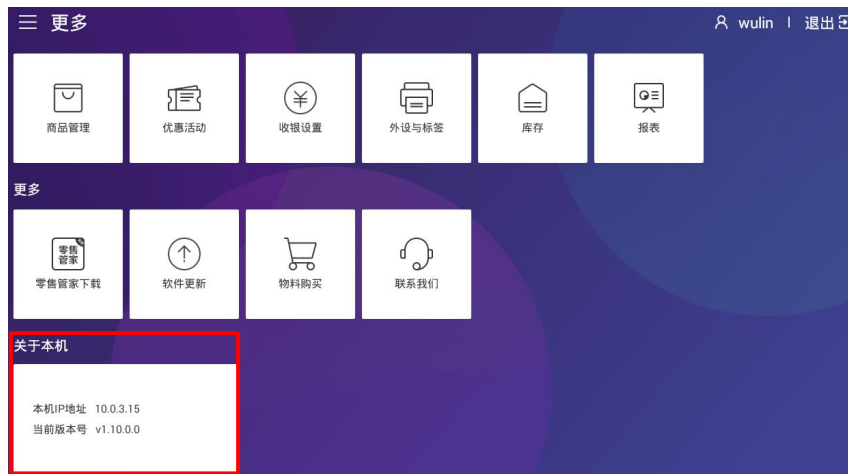 更多
wulin | 退出
商品管理 优惠活动 收银设置 外设与标签 库存 报表
更多
零售
管家
零售管家下载 软件更新 物料购买 联系我们
关于本机
本机IP地址 10.0.3.15
当前版本号 v1.10.0.0